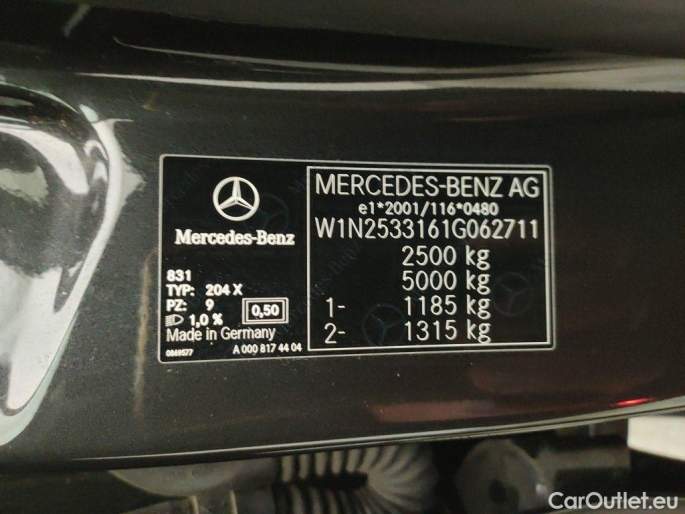 Mercedes-Benz
831
TYP: 204 X
PZ: 9
1,0 %
0,50
Made in Germany
0849577
A 000 817 44 04
MERCEDES-BENZ AG
e1*2001/116*0480
W1N2533161G062711
2500 kg
5000 kg
1- 1185 kg
2- 1315 kg
CarOutlet.eu